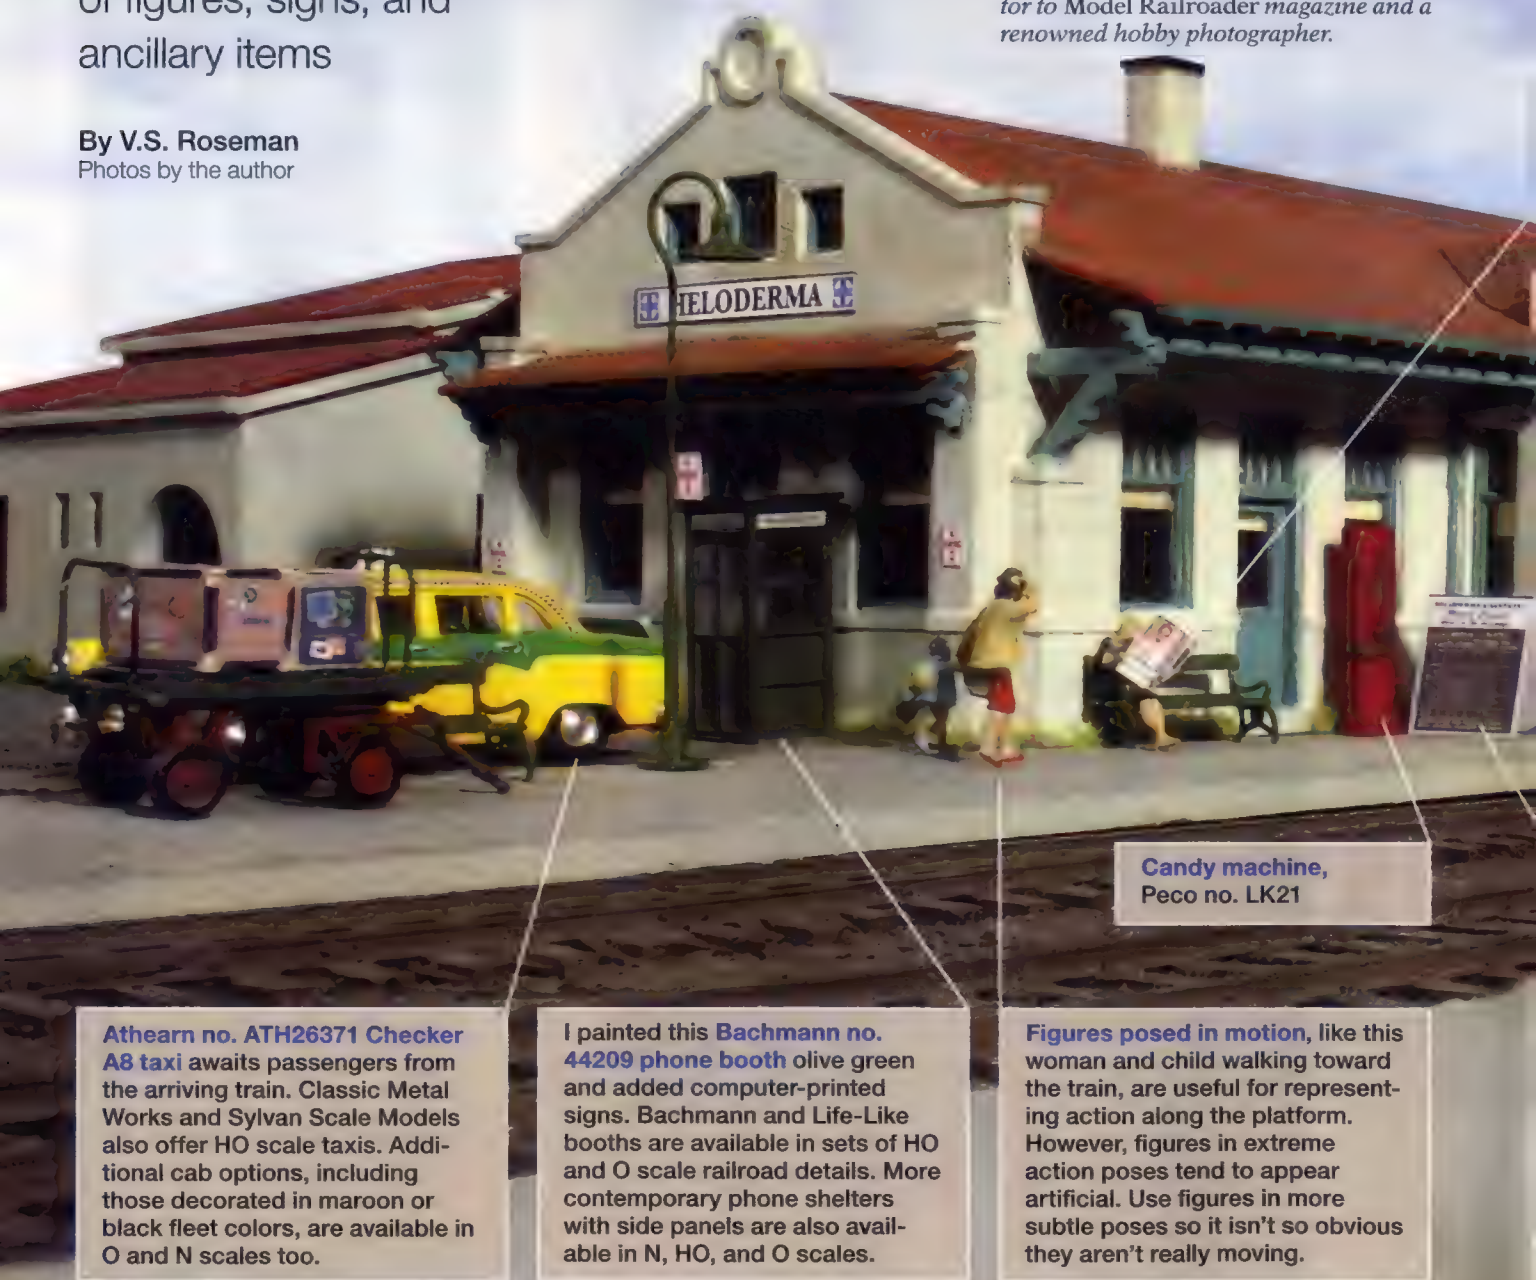 of figures, signs, and
ancillary items
By V.S. Roseman
Photos by the author
tor to Model Railroader magazine and a
renowned hobby photographer.
HELODERMA
Candy machine,
Peco no. LK21
Athearn no. ATH26371 Checker
A8 taxi awaits passengers from
the arriving train. Classic Metal
Works and Sylvan Scale Models
also offer HO scale taxis. Addi-
tional cab options, including
those decorated in maroon or
black fleet colors, are available in
O and N scales too.
I painted this Bachmann no.
44209 phone booth olive green
and added computer-printed
signs. Bachmann and Life-Like
booths are available in sets of HO
and O scale railroad details. More
contemporary phone shelters
with side panels are also avail-
able in N, HO, and O scales.
Figures posed in motion, like this
woman and child walking toward
the train, are useful for represent-
ing action along the platform.
However, figures in extreme
action poses tend to appear
artificial. Use figures in more
subtle poses so it isn't so obvious
they aren't really moving.